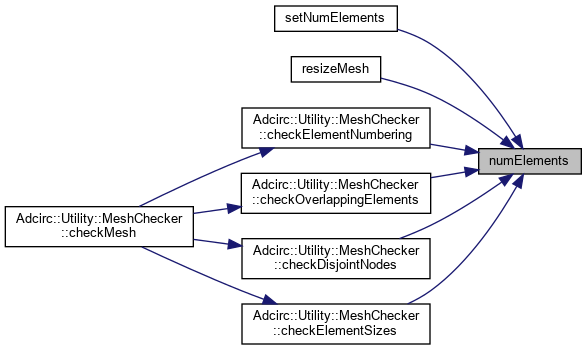 setNumElements
resizeMesh
Adcirc::Utility::MeshChecker
::checkElementNumbering
numElements
Adcirc::Utility::MeshChecker
::checkOverlappingElements
Adcirc::Utility::MeshChecker
::checkMesh
Adcirc::Utility::MeshChecker
::checkDisjointNodes
Adcirc::Utility::MeshChecker
::checkElementSizes